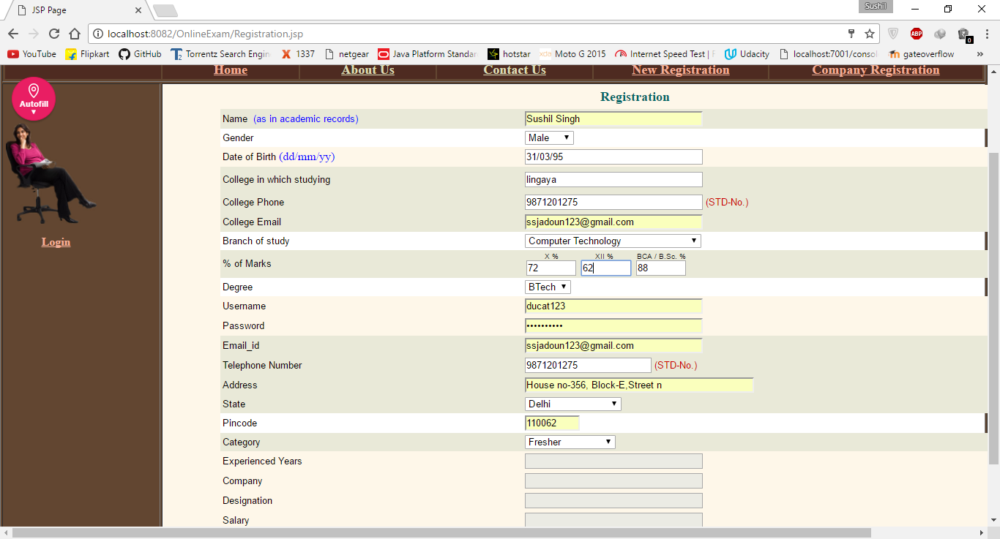 JSP Page
Sushil
localhost:8082/OnlineExam/Registration.jsp
ABP
0
YouTube Flipkart GitHub Torrentz Search Engin 1337 netgear Java Platform Standar hotstar Moto G 2015 Internet Speed Test | F Udacity localhost:7001/consol gateoverflow »
Home About Us Contact Us New Registration Company Registration
Autofill
Login
Registration
Name (as in academic records) Sushil Singh
Gender Male
Date of Birth (dd/mm/yy) 31/03/95
College in which studying lingaya
College Phone 9871201275 (STD-No.)
College Email ssjadoun123@gmail.com
Branch of study Computer Technology
X % XII % BCA / B.Sc. %
% of Marks 72 62 88
Degree BTech
Username ducat123
Password ••••••••••
Email_id ssjadoun123@gmail.com
Telephone Number 9871201275 (STD-No.)
Address House no-356, Block-E,Street n
State Delhi
Pincode 110062
Category Fresher
Experienced Years
Company
Designation
Salary